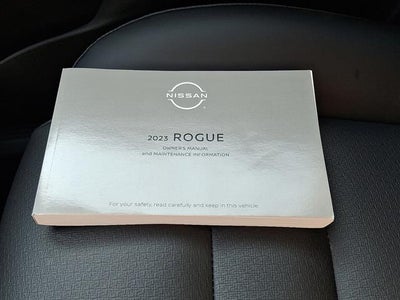 NISSAN
2023 ROGUE
OWNER'S MANUAL
and MAINTENANCE INFORMATION
For your safety, read carefully and keep in this vehicle.